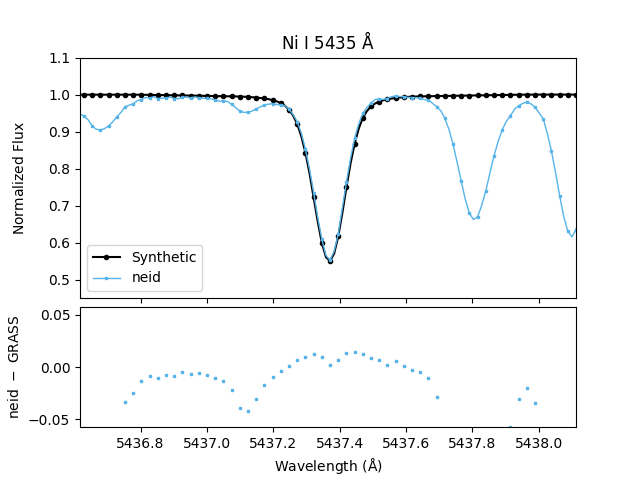 Ni I 5435 Å
1.1
1.0
0.9
0.8
0.7
0.6
0.5
Normalized Flux
Synthetic
neid
0.05
0.00
−0.05
neid − GRASS
5436.8 5437.0 5437.2 5437.4 5437.6 5437.8 5438.0
Wavelength (Å)